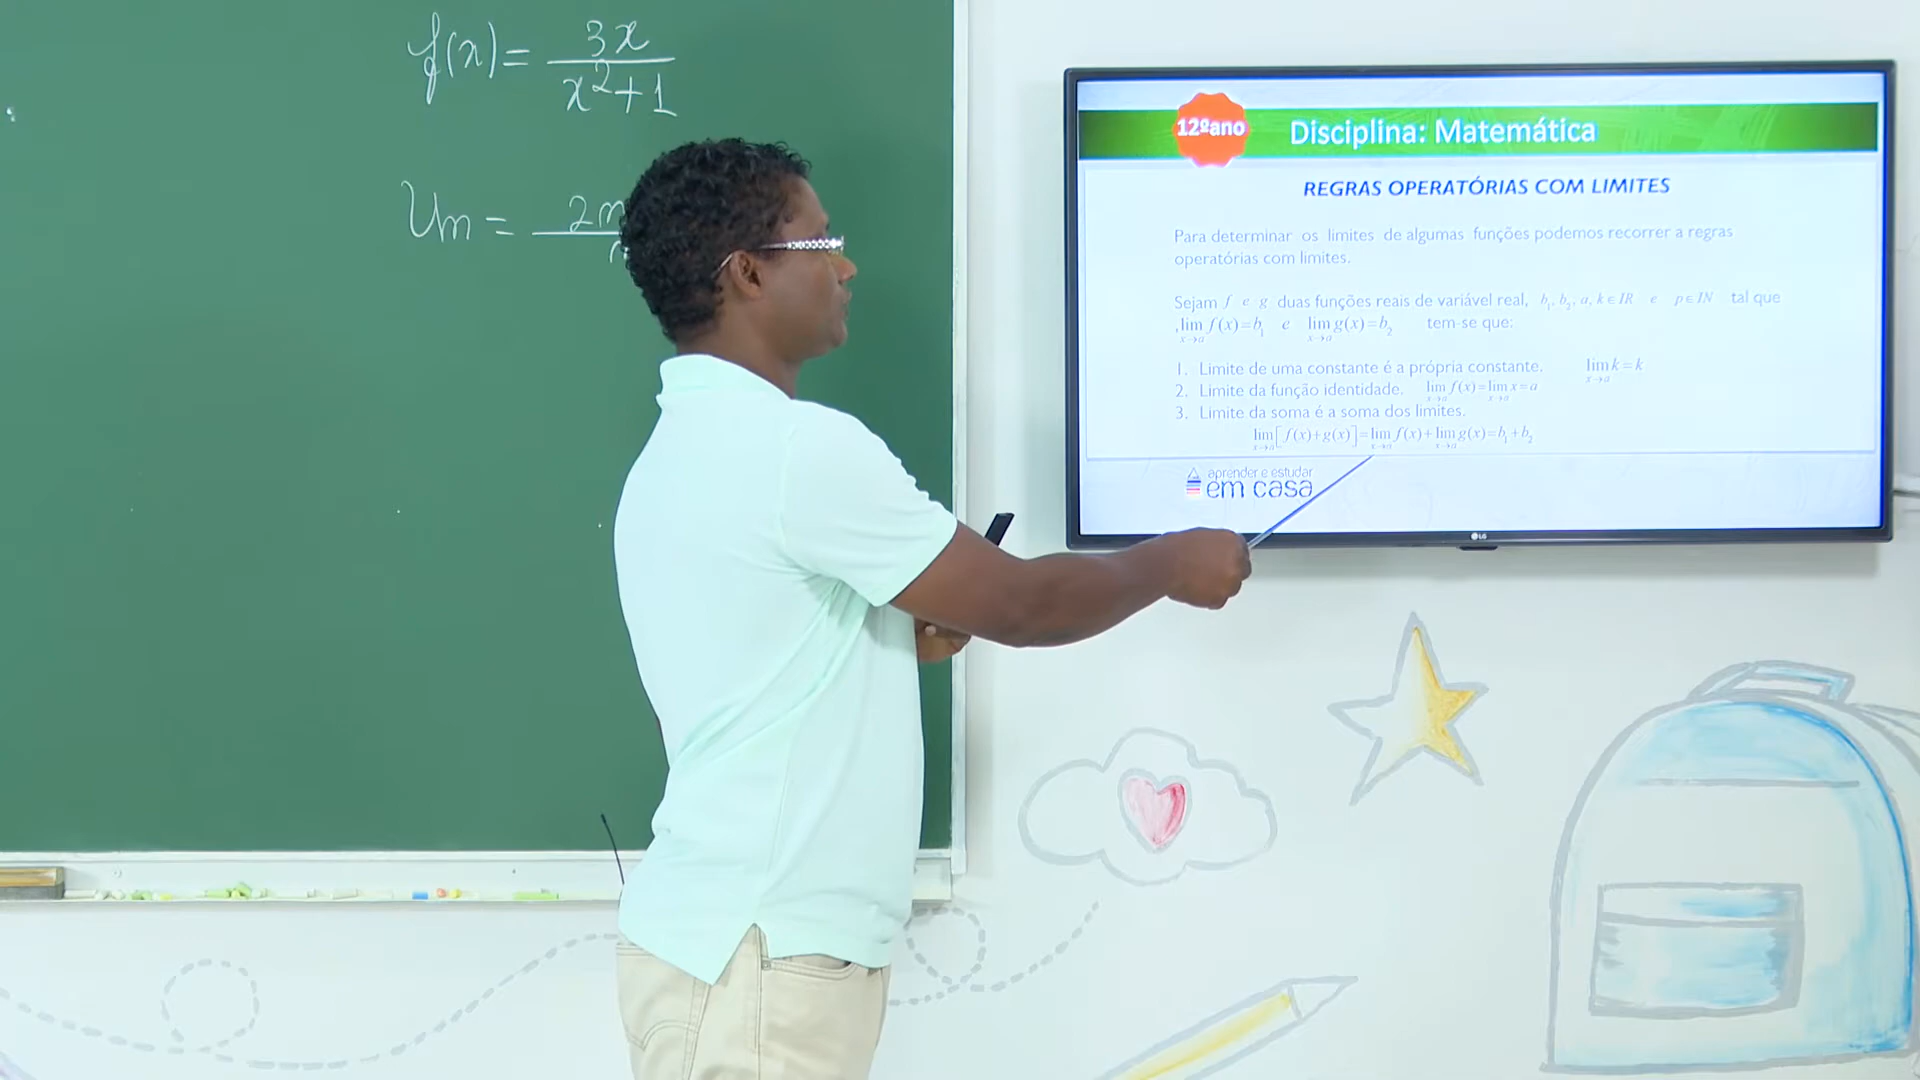 f(x) = 3x
x²+1
Un = 2n
12ºano
Disciplina: Matemática
REGRAS OPERATÓRIAS COM LIMITES
Para determinar os limites de algumas funções podemos recorrer a regras
operatórias com limites.
Sejam f e g duas funções reais de variável real, b₁, b₂, a, k∈IR e p∈IN tal que
,lim f(x)=b₁ e lim g(x)=b₂ tem-se que:
x→a x→a
1. Limite de uma constante é a própria constante. lim k=k
x→a
2. Limite da função identidade. lim f(x)=lim x=a
x→a x→a
3. Limite da soma é a soma dos limites.
lim[f(x)+g(x)]=lim f(x)+lim g(x)=b₁+b₂
x→a x→a x→a
aprender e estudar
em casa
LG